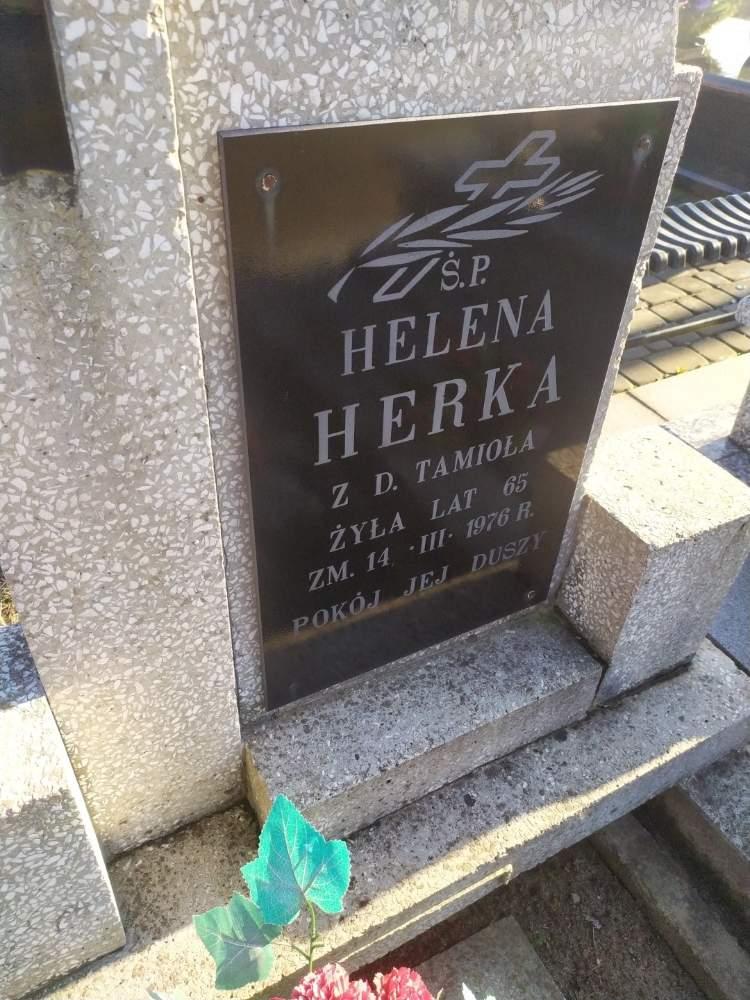 Ś.P.
HELENA
HERKA
Z D. TAMIOŁA
ŻYŁA LAT 65
ZM. 14 ·III· 1976 R.
POKÓJ JEJ DUSZY